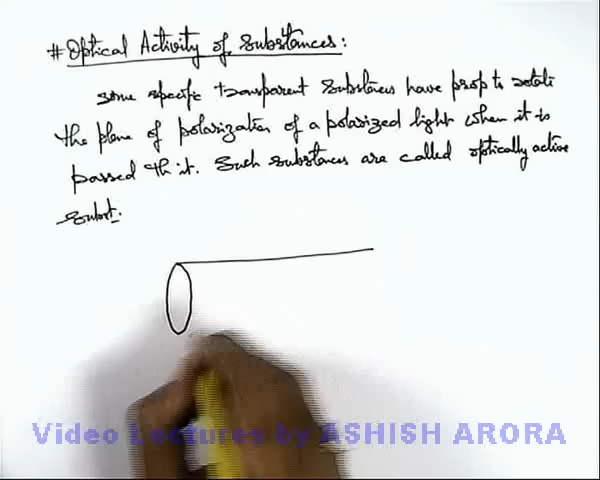 # Optical Activity of Substances:
Some specific transparent substances have prop to rotate
the plane of polarization of a polarized light when it is
passed th it. Such substances are called optically active
subst.
Video Lectures by ASHISH ARORA